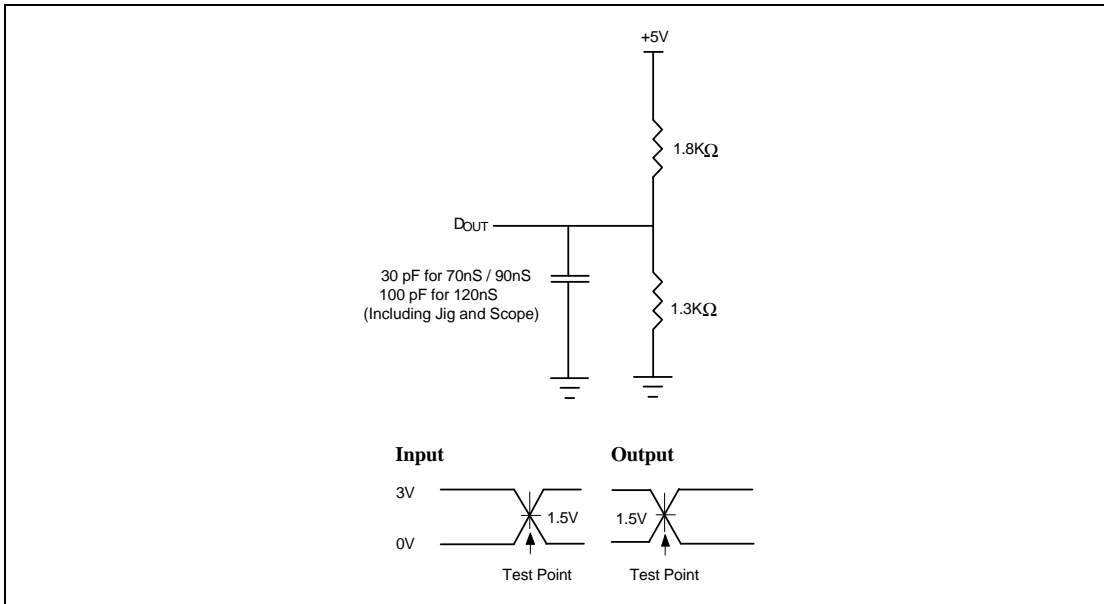 +5V
1.8KΩ
DOUT
30 pF for 70nS / 90nS
100 pF for 120nS
(Including Jig and Scope)
1.3KΩ
Input
Output
3V
1.5V
1.5V
0V
Test Point
Test Point